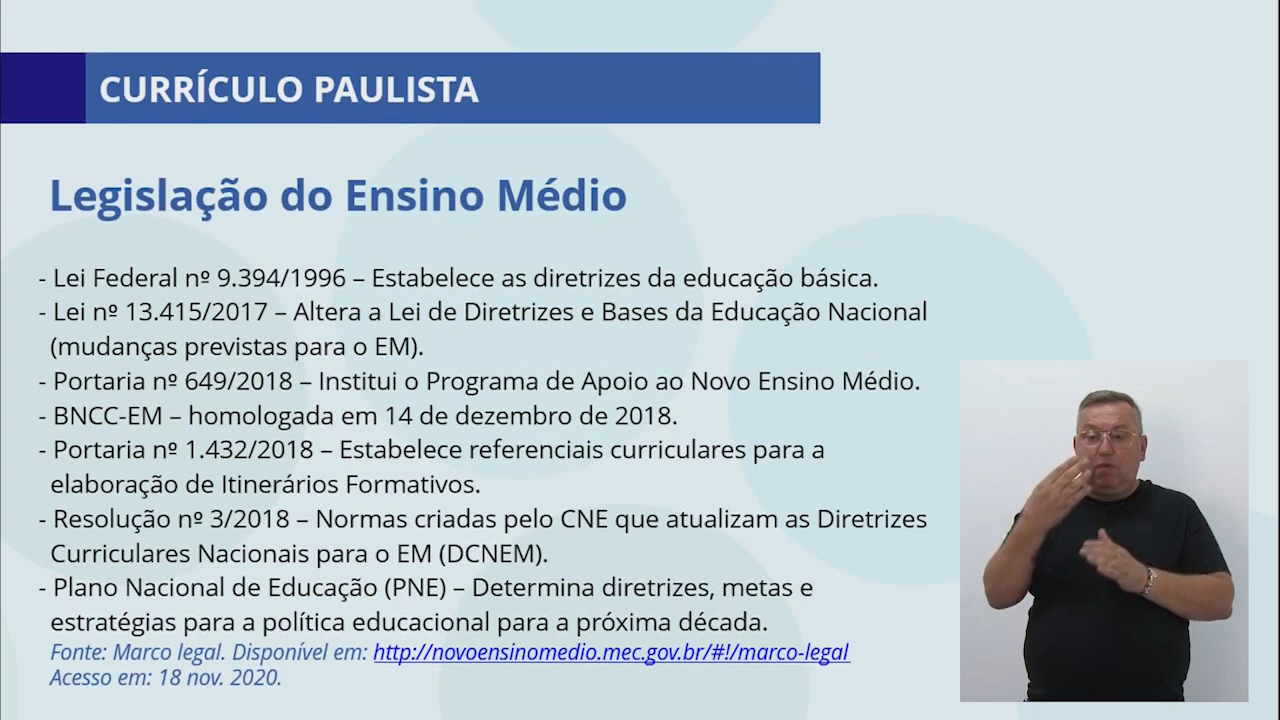 CURRÍCULO PAULISTA
Legislação do Ensino Médio
- Lei Federal nº 9.394/1996 – Estabelece as diretrizes da educação básica.
- Lei nº 13.415/2017 – Altera a Lei de Diretrizes e Bases da Educação Nacional
(mudanças previstas para o EM).
- Portaria nº 649/2018 – Institui o Programa de Apoio ao Novo Ensino Médio.
- BNCC-EM – homologada em 14 de dezembro de 2018.
- Portaria nº 1.432/2018 – Estabelece referenciais curriculares para a
elaboração de Itinerários Formativos.
- Resolução nº 3/2018 – Normas criadas pelo CNE que atualizam as Diretrizes
Curriculares Nacionais para o EM (DCNEM).
- Plano Nacional de Educação (PNE) – Determina diretrizes, metas e
estratégias para a política educacional para a próxima década.
Fonte: Marco legal. Disponível em: http://novoensinomedio.mec.gov.br/#!/marco-legal
Acesso em: 18 nov. 2020.